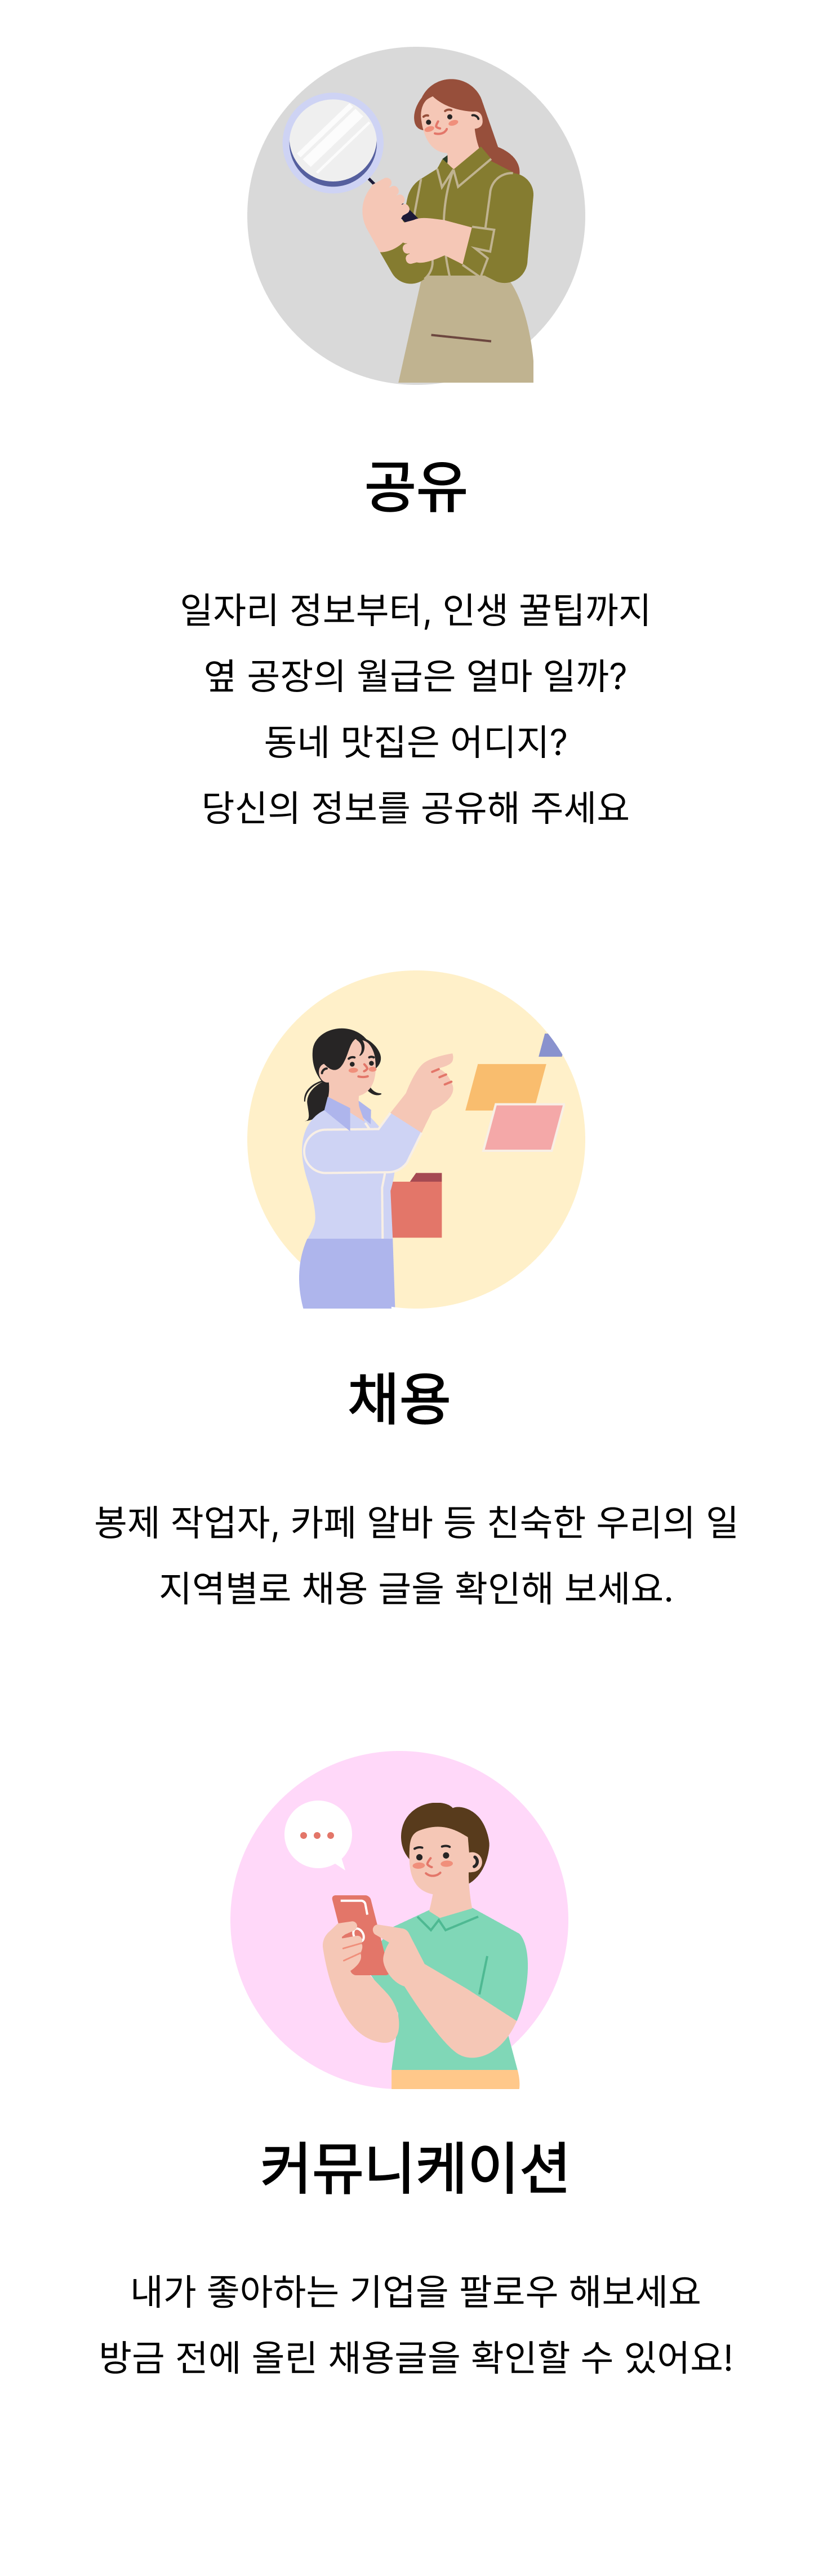 공유
일자리 정보부터, 인생 꿀팁까지
옆 공장의 월급은 얼마 일까?
동네 맛집은 어디지?
당신의 정보를 공유해 주세요
채용
봉제 작업자, 카페 알바 등 친숙한 우리의 일
지역별로 채용 글을 확인해 보세요.
커뮤니케이션
내가 좋아하는 기업을 팔로우 해보세요
방금 전에 올린 채용글을 확인할 수 있어요!